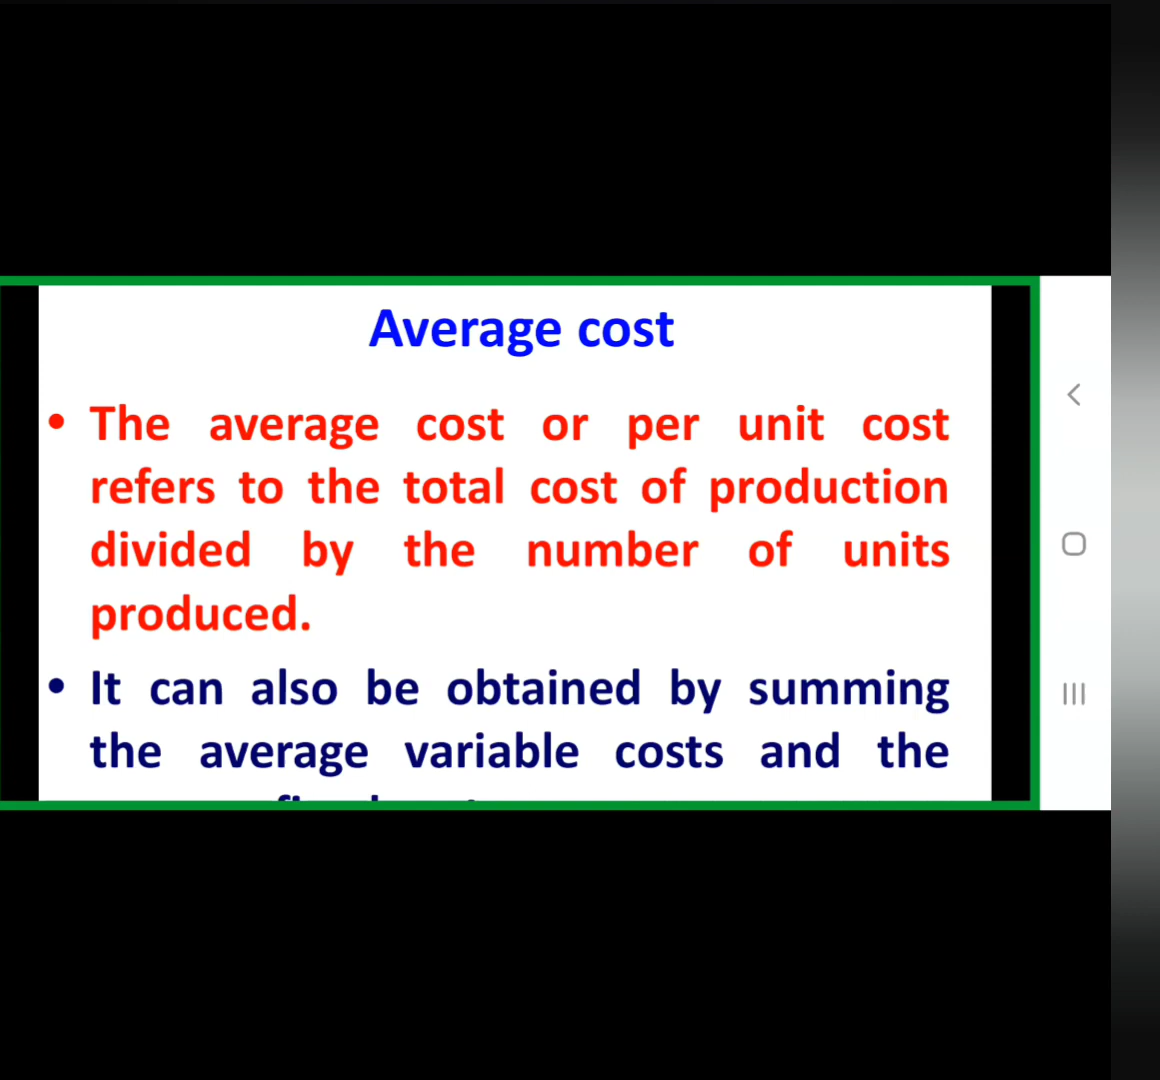 Average cost
• The average cost or per unit cost
refers to the total cost of production
divided by the number of units
produced.
• It can also be obtained by summing
the average variable costs and the